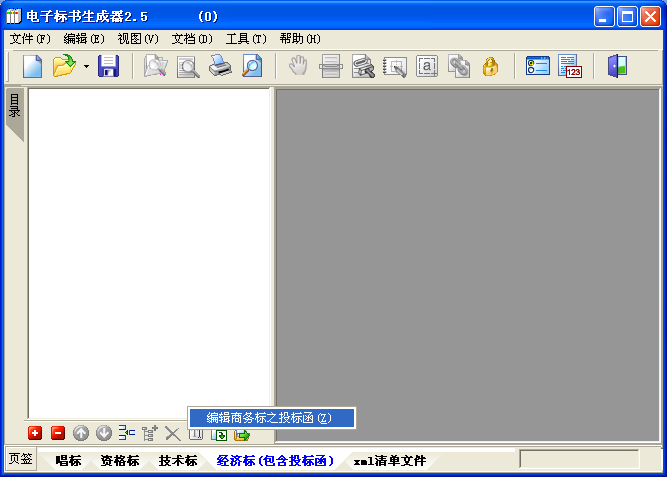 电子标书生成器2.5 (0)
文件(F) 编辑(E) 视图(V) 文档(D) 工具(T) 帮助(H)
a
123
目录
编辑商务标之投标函(Z)
页签 唱标 资格标 技术标 经济标(包含投标函) xml清单文件